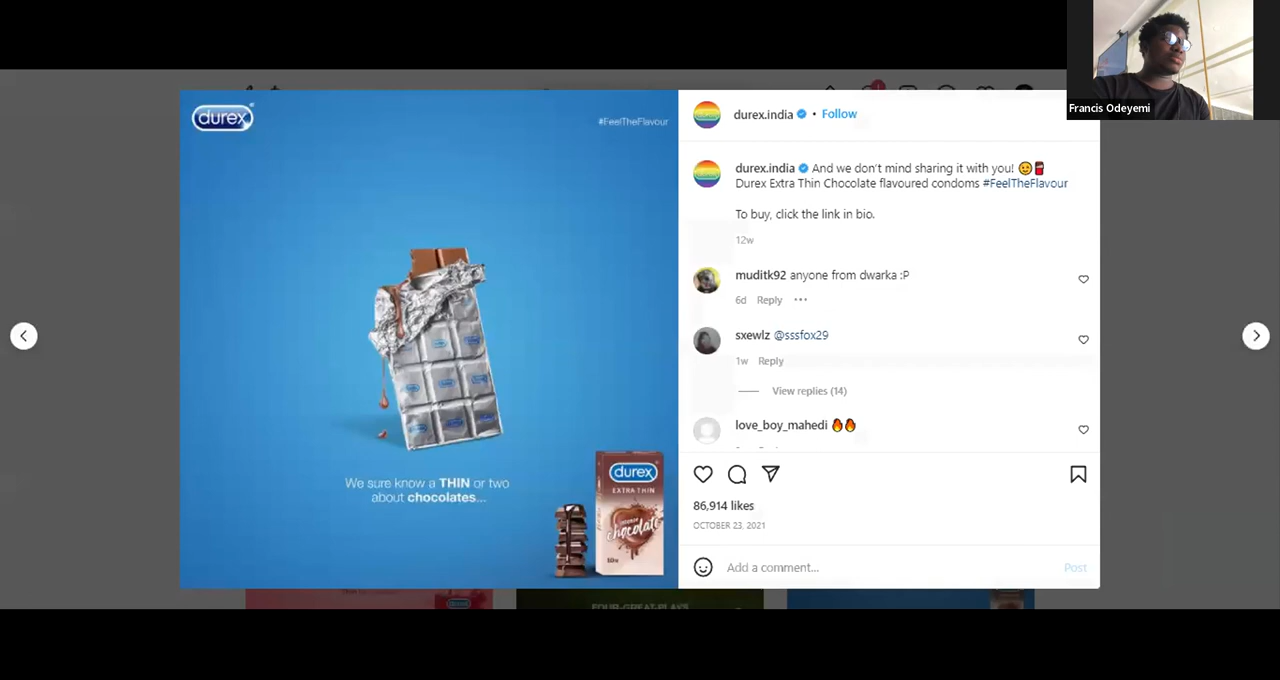 durex
#FeelTheFlavour
We sure know a THIN or two
about chocolates...
durex
EXTRA THIN
intense
chocolate
durex.india • Follow
durex.india And we don't mind sharing it with you! 😉🍫
Durex Extra Thin Chocolate flavoured condoms #FeelTheFlavour
To buy, click the link in bio.
12w
muditk92 anyone from dwarka :P
6d Reply ...
sxewlz @sssfox29
1w Reply
View replies (14)
love_boy_mahedi 🔥🔥
86,914 likes
OCTOBER 23, 2021
Add a comment...
Post
Francis Odeyemi